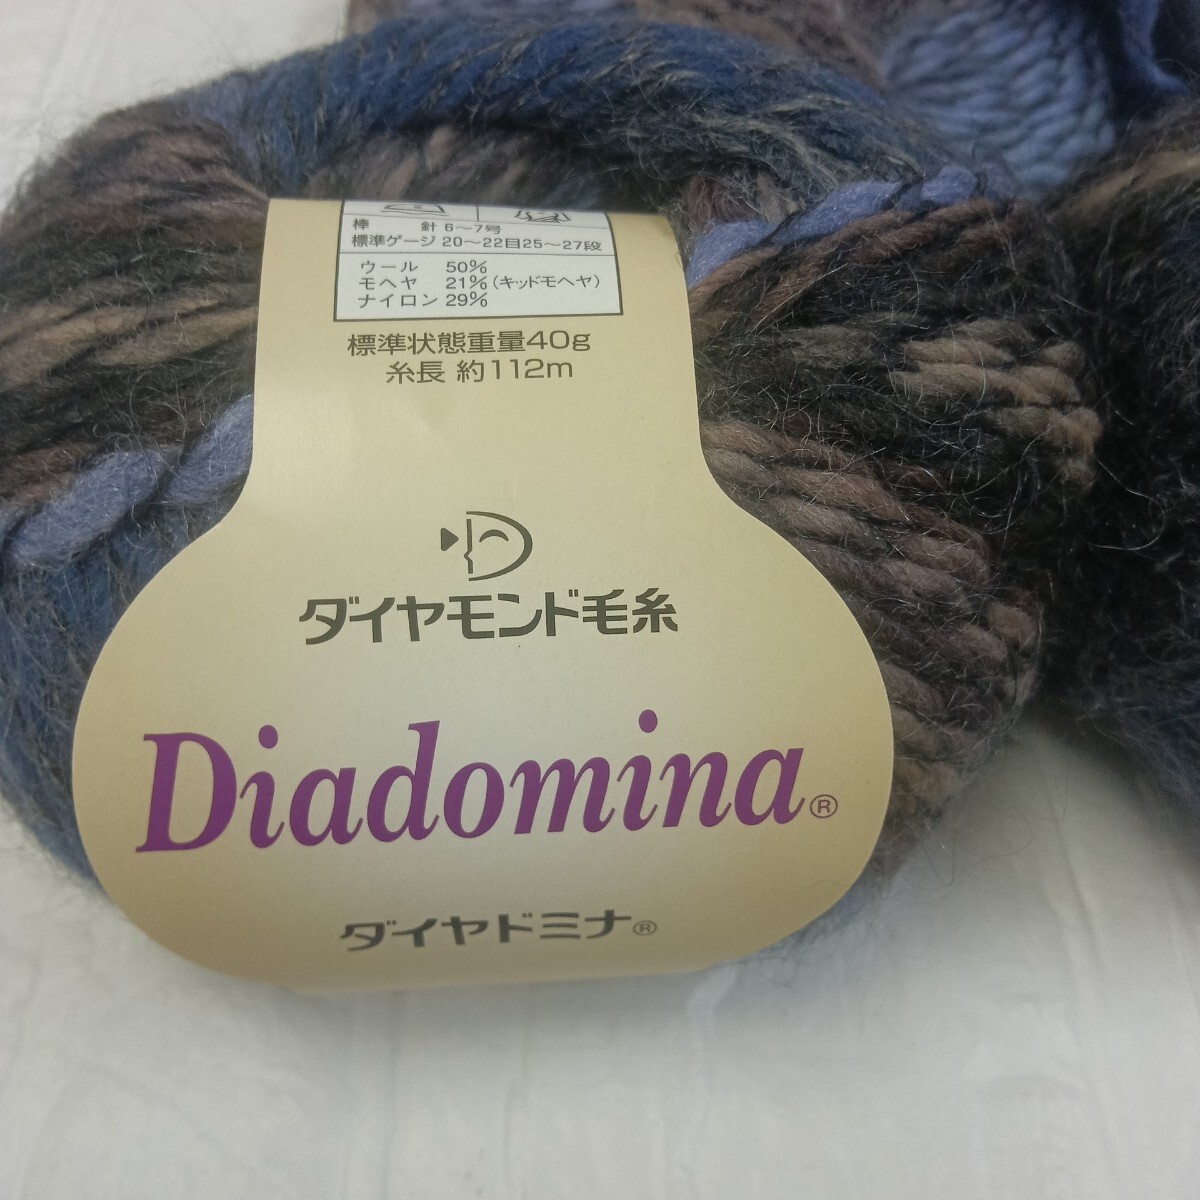 棒 針 6〜7号
標準ゲージ 20〜22目25〜27段
ウール 50%
モヘヤ 21%(キッドモヘヤ)
ナイロン 29%
標準状態重量40g
糸長 約112m
ダイヤモンド毛糸
Diadomina®
ダイヤドミナ®